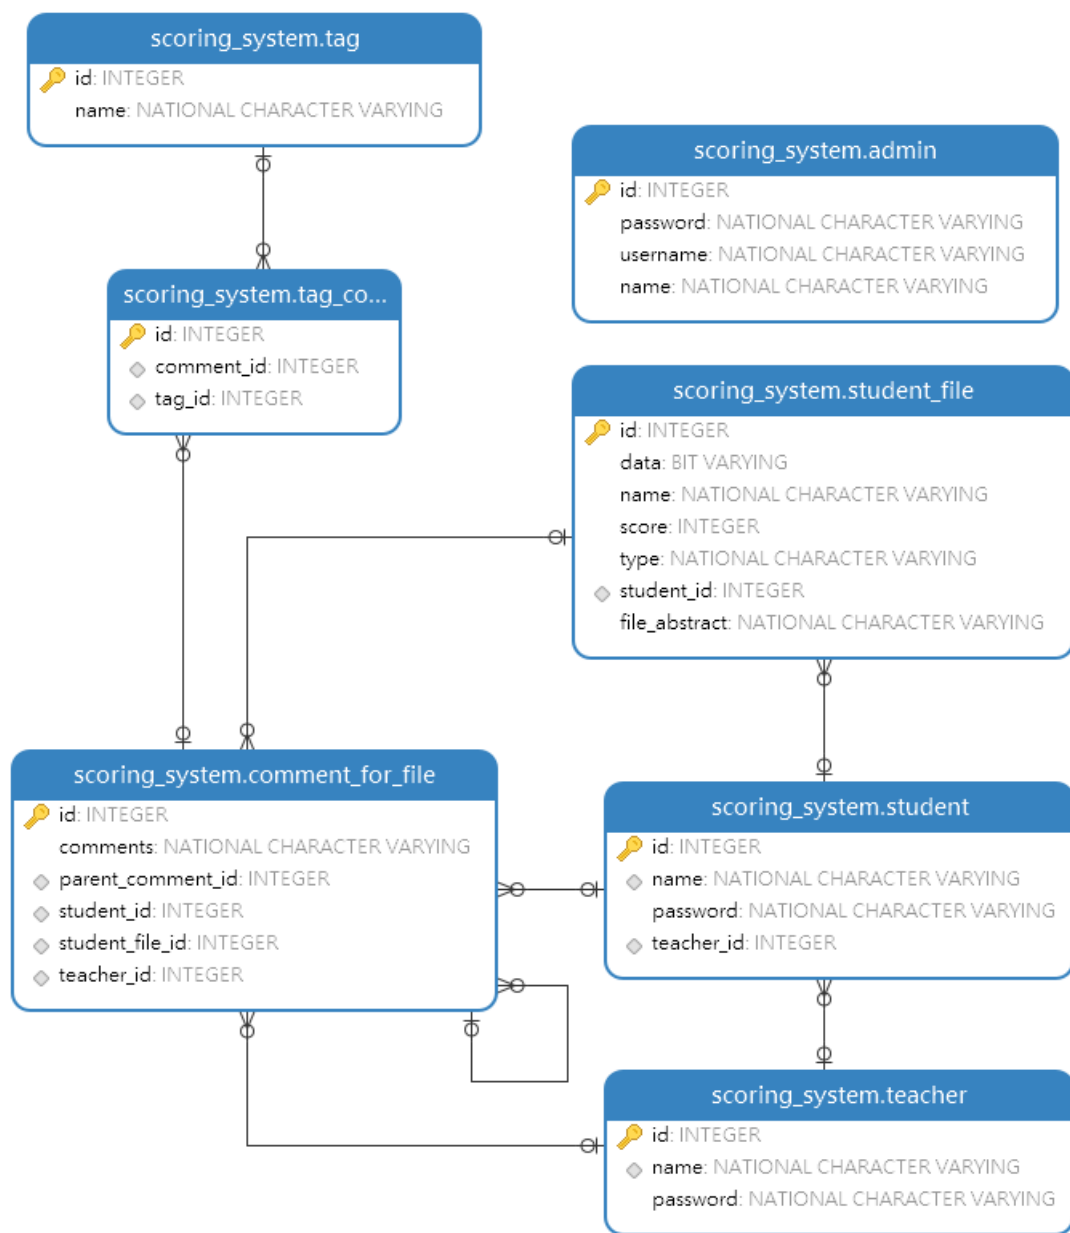 scoring_system.tag
id: INTEGER
name: NATIONAL CHARACTER VARYING
scoring_system.admin
id: INTEGER
password: NATIONAL CHARACTER VARYING
username: NATIONAL CHARACTER VARYING
name: NATIONAL CHARACTER VARYING
scoring_system.tag_co...
id: INTEGER
comment_id: INTEGER
tag_id: INTEGER
scoring_system.student_file
id: INTEGER
data: BIT VARYING
name: NATIONAL CHARACTER VARYING
score: INTEGER
type: NATIONAL CHARACTER VARYING
student_id: INTEGER
file_abstract: NATIONAL CHARACTER VARYING
scoring_system.comment_for_file
id: INTEGER
comments: NATIONAL CHARACTER VARYING
parent_comment_id: INTEGER
student_id: INTEGER
student_file_id: INTEGER
teacher_id: INTEGER
scoring_system.student
id: INTEGER
name: NATIONAL CHARACTER VARYING
password: NATIONAL CHARACTER VARYING
teacher_id: INTEGER
scoring_system.teacher
id: INTEGER
name: NATIONAL CHARACTER VARYING
password: NATIONAL CHARACTER VARYING